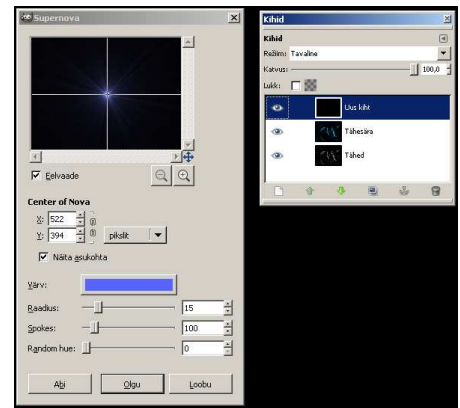 Supernova
Eelvaade
Center of Nova
X: 522
Y: 394
pikslit
Näita asukohta
Värv:
Raadius: 15
Spokes: 100
Random hue: 0
Abi
Olgu
Loobu
Kihid
Kihid
Režiim: Tavaline
Katvus: 100,0
Lukk:
Uus kiht
Tähesära
Tähed